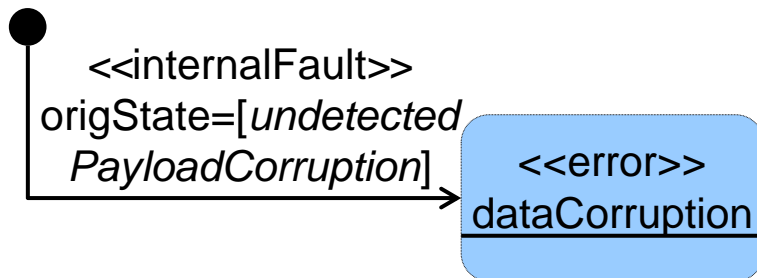 <<internalFault>>
origState=[undetected
PayloadCorruption]
<<error>>
dataCorruption